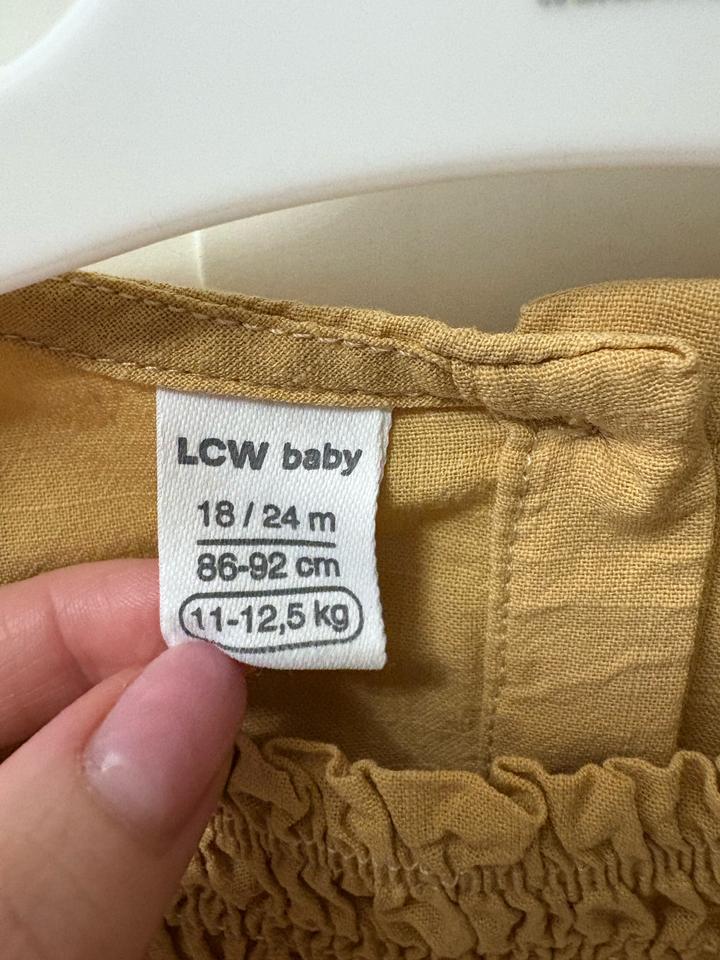 LCW baby
18 / 24 m
86-92 cm
11-12,5 kg